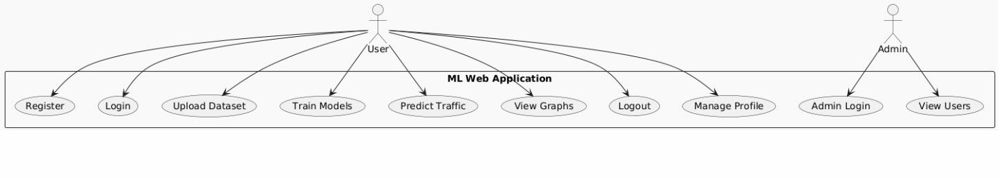 User
Admin
ML Web Application
Register
Login
Upload Dataset
Train Models
Predict Traffic
View Graphs
Logout
Manage Profile
Admin Login
View Users